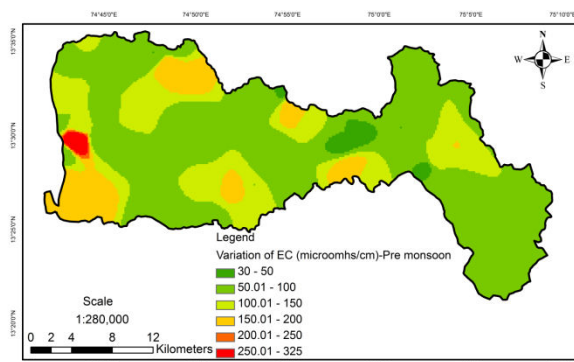 74°45'0"E 74°50'0"E 74°55'0"E 75°0'0"E 75°5'0"E 75°10'0"E
13°35'0"N
N
W E
S
13°30'0"N
13°25'0"N
13°20'0"N
Legend
Variation of EC (microomhs/cm)-Pre monsoon
30 - 50
50.01 - 100
100.01 - 150
150.01 - 200
200.01 - 250
250.01 - 325
Scale
1:280,000
0 2 4 8 12
Kilometers